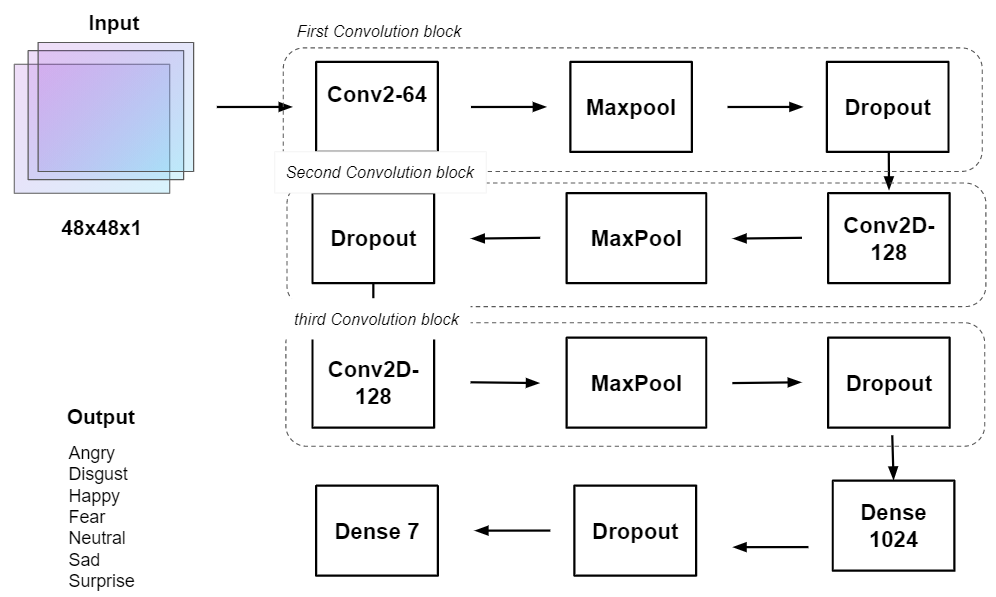 Input
48x48x1
First Convolution block
Conv2-64
Maxpool
Dropout
Second Convolution block
Dropout
MaxPool
Conv2D-
128
third Convolution block
Conv2D-
128
MaxPool
Dropout
Dense
1024
Dropout
Dense 7
Output
Angry
Disgust
Happy
Fear
Neutral
Sad
Surprise